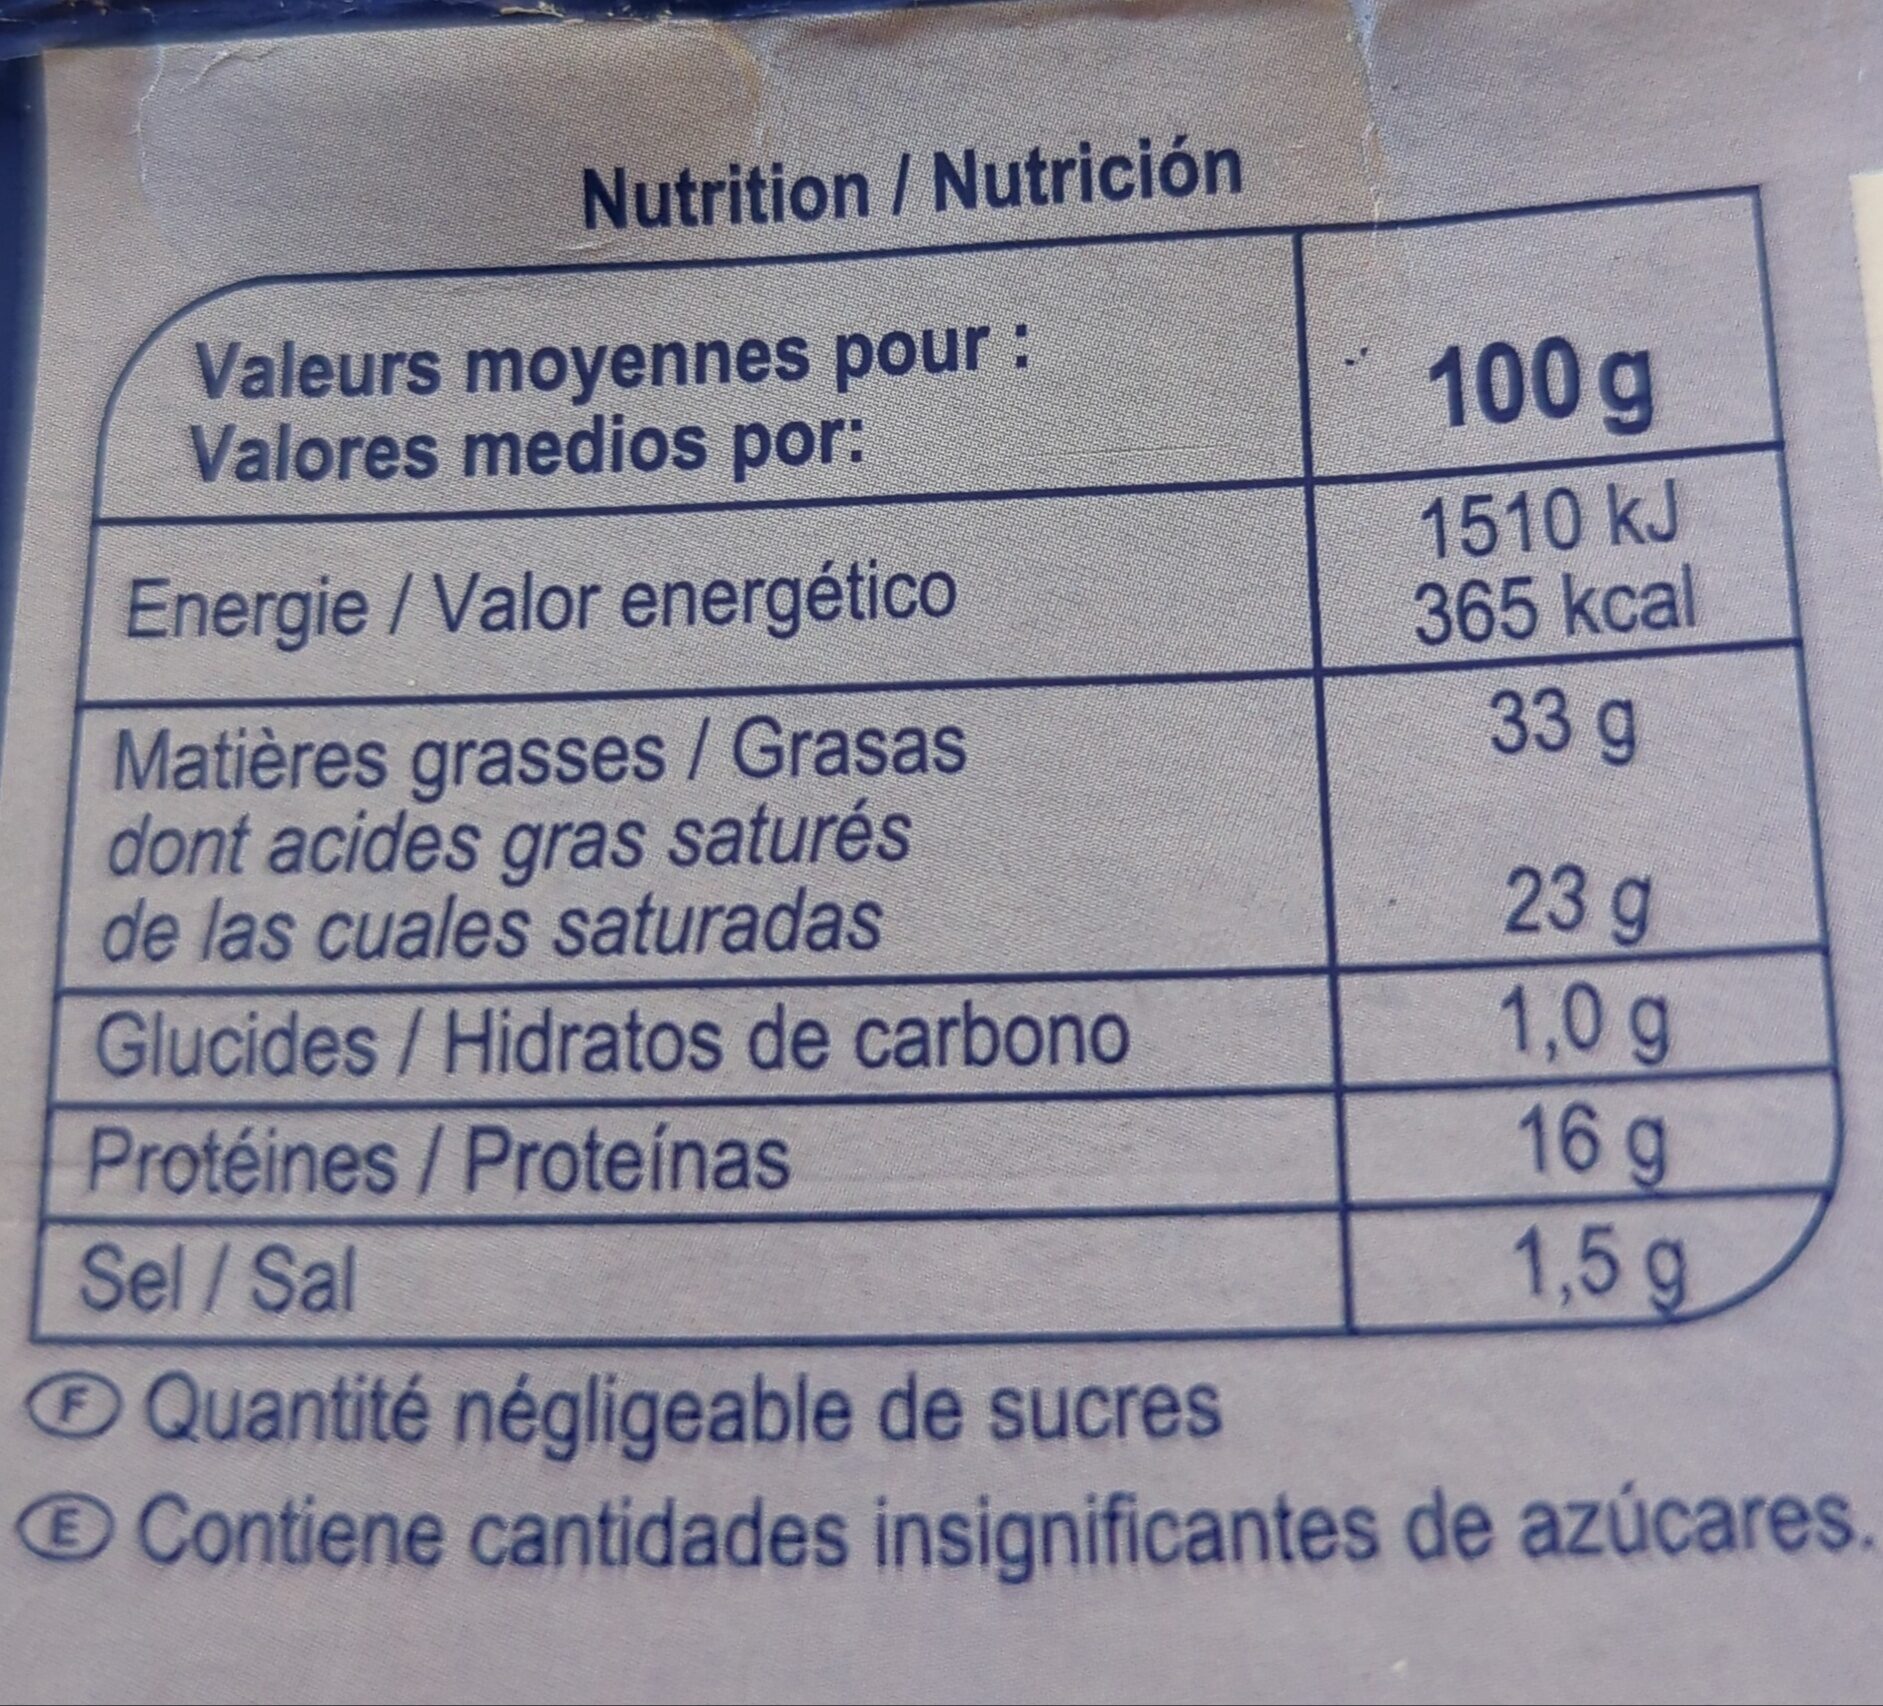 Nutrition / Nutrición
Valeurs moyennes pour :
Valores medios por:
100 g
Energie / Valor energético
1510 kJ
365 kcal
Matières grasses / Grasas
33 g
dont acides gras saturés
de las cuales saturadas
23 g
Glucides / Hidratos de carbono
1,0 g
Protéines / Proteínas
16 g
Sel / Sal
1,5 g
Ⓕ Quantité négligeable de sucres
Ⓔ Contiene cantidades insignificantes de azúcares.